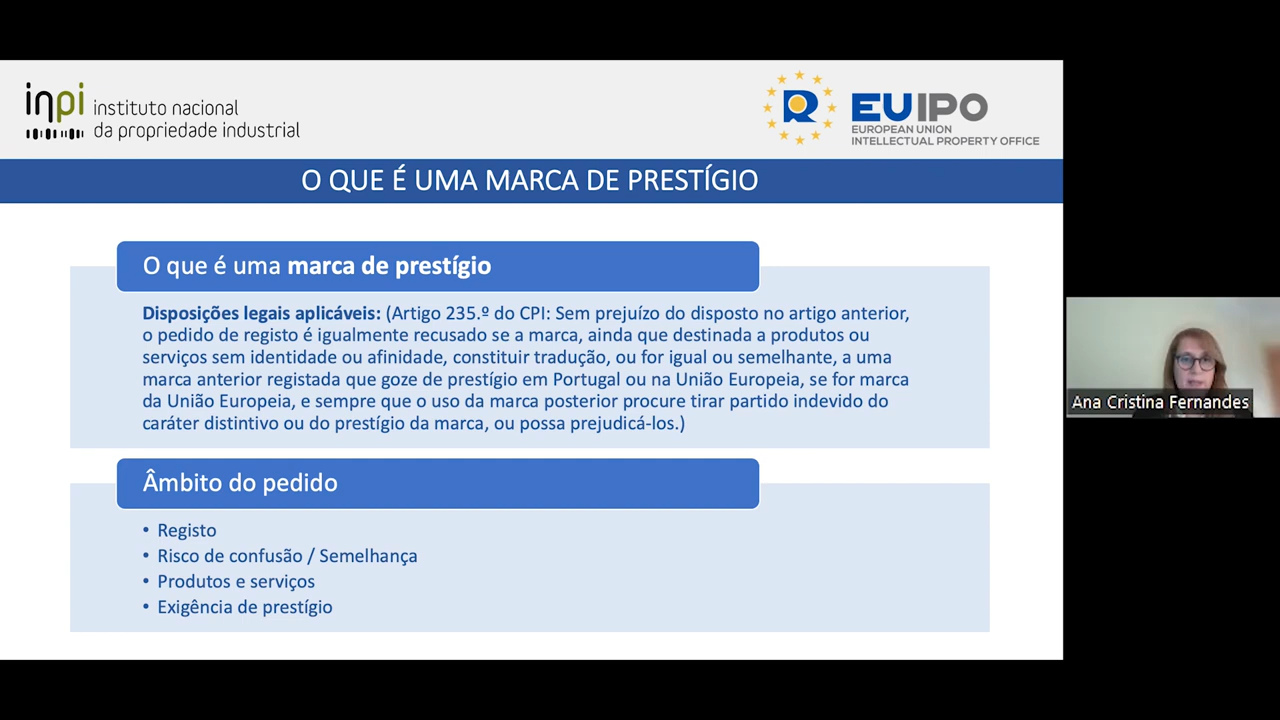 inpi instituto nacional
da propriedade industrial
EUIPO
EUROPEAN UNION
INTELLECTUAL PROPERTY OFFICE
O QUE É UMA MARCA DE PRESTÍGIO
O que é uma marca de prestígio
Disposições legais aplicáveis: (Artigo 235.º do CPI: Sem prejuízo do disposto no artigo anterior,
o pedido de registo é igualmente recusado se a marca, ainda que destinada a produtos ou
serviços sem identidade ou afinidade, constituir tradução, ou for igual ou semelhante, a uma
marca anterior registada que goze de prestígio em Portugal ou na União Europeia, se for marca
da União Europeia, e sempre que o uso da marca posterior procure tirar partido indevido do
caráter distintivo ou do prestígio da marca, ou possa prejudicá-los.)
Âmbito do pedido
• Registo
• Risco de confusão / Semelhança
• Produtos e serviços
• Exigência de prestígio
Ana Cristina Fernandes